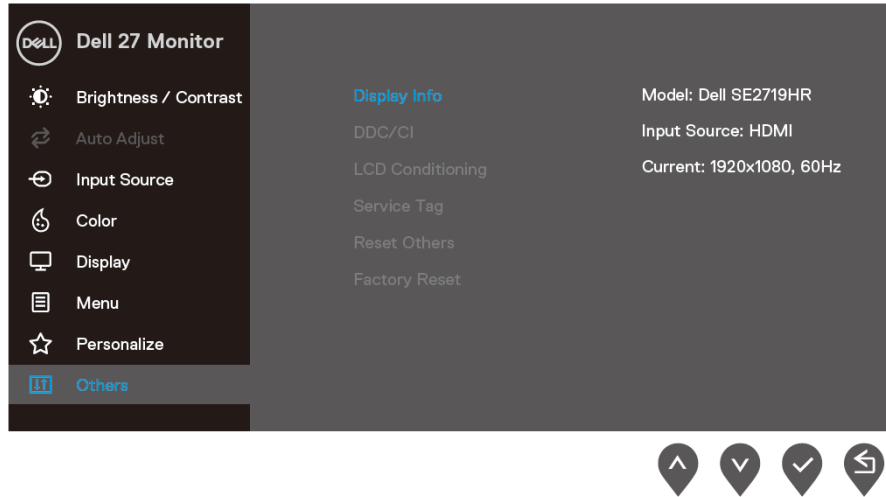 DELL
Dell 27 Monitor
Brightness / Contrast
Auto Adjust
Input Source
Color
Display
Menu
Personalize
Others
Display Info
DDC/CI
LCD Conditioning
Service Tag
Reset Others
Factory Reset
Model: Dell SE2719HR
Input Source: HDMI
Current: 1920x1080, 60Hz